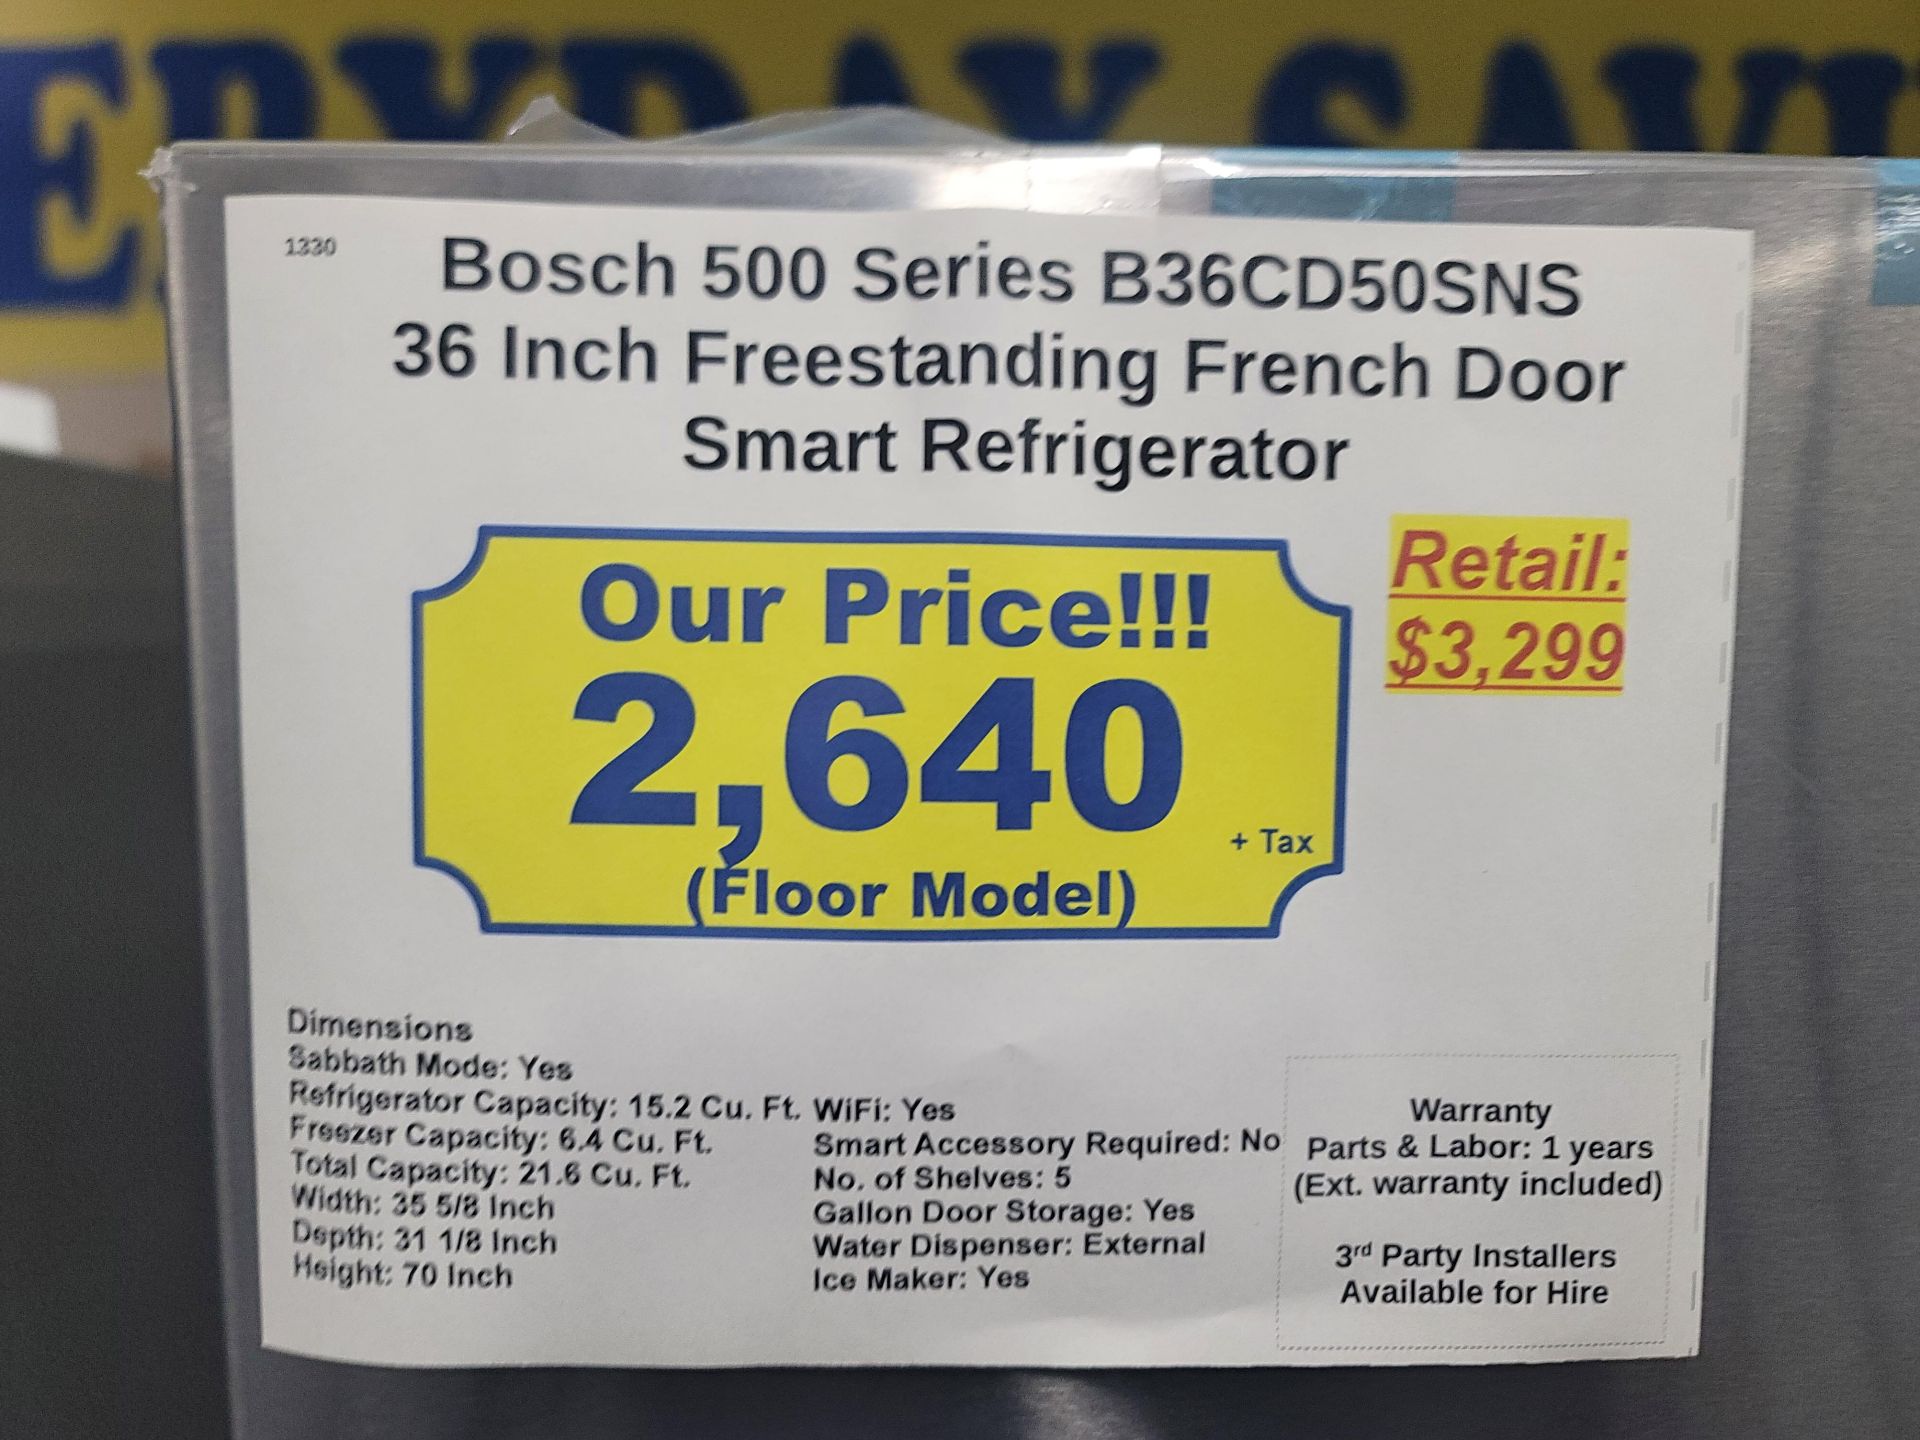 ERYDAY SAVI
1330
Bosch 500 Series B36CD50SNS
36 Inch Freestanding French Door
Smart Refrigerator
Our Price!!!
2,640
+ Tax
(Floor Model)
Retail:
$3,299
Dimensions
Sabbath Mode: Yes
Refrigerator Capacity: 15.2 Cu. Ft.
Freezer Capacity: 6.4 Cu. Ft.
Total Capacity: 21.6 Cu. Ft.
Width: 35 5/8 Inch
Depth: 31 1/8 Inch
Height: 70 Inch
WiFi: Yes
Smart Accessory Required: No
No. of Shelves: 5
Gallon Door Storage: Yes
Water Dispenser: External
Ice Maker: Yes
Warranty
Parts & Labor: 1 years
(Ext. warranty included)
3rd Party Installers
Available for Hire